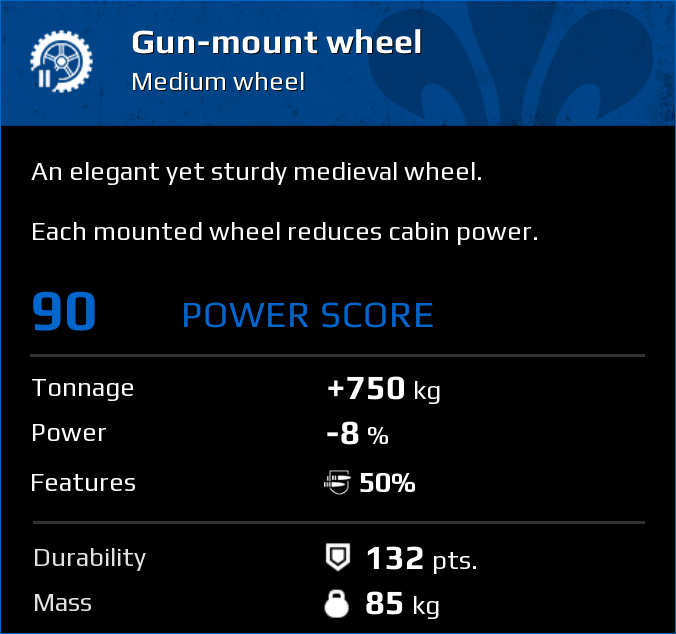 Gun-mount wheel
Medium wheel
An elegant yet sturdy medieval wheel.
Each mounted wheel reduces cabin power.
90 POWER SCORE
Tonnage +750 kg
Power -8 %
Features 50%
Durability 132 pts.
Mass 85 kg